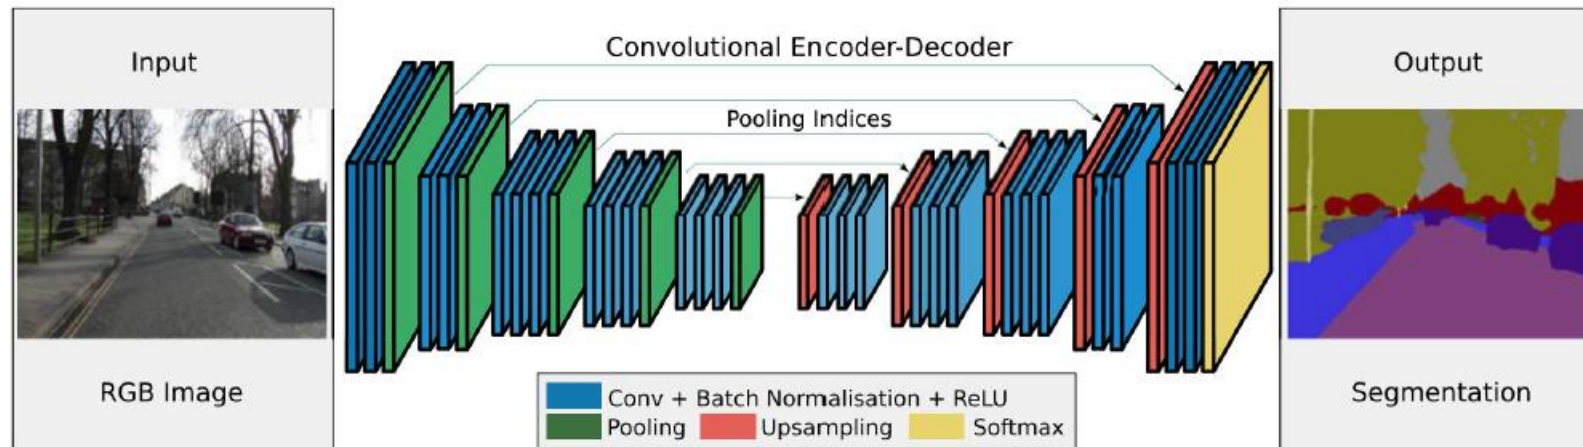 Input
RGB Image
Convolutional Encoder-Decoder
Pooling Indices
Conv + Batch Normalisation + ReLU
Pooling Upsampling Softmax
Output
Segmentation